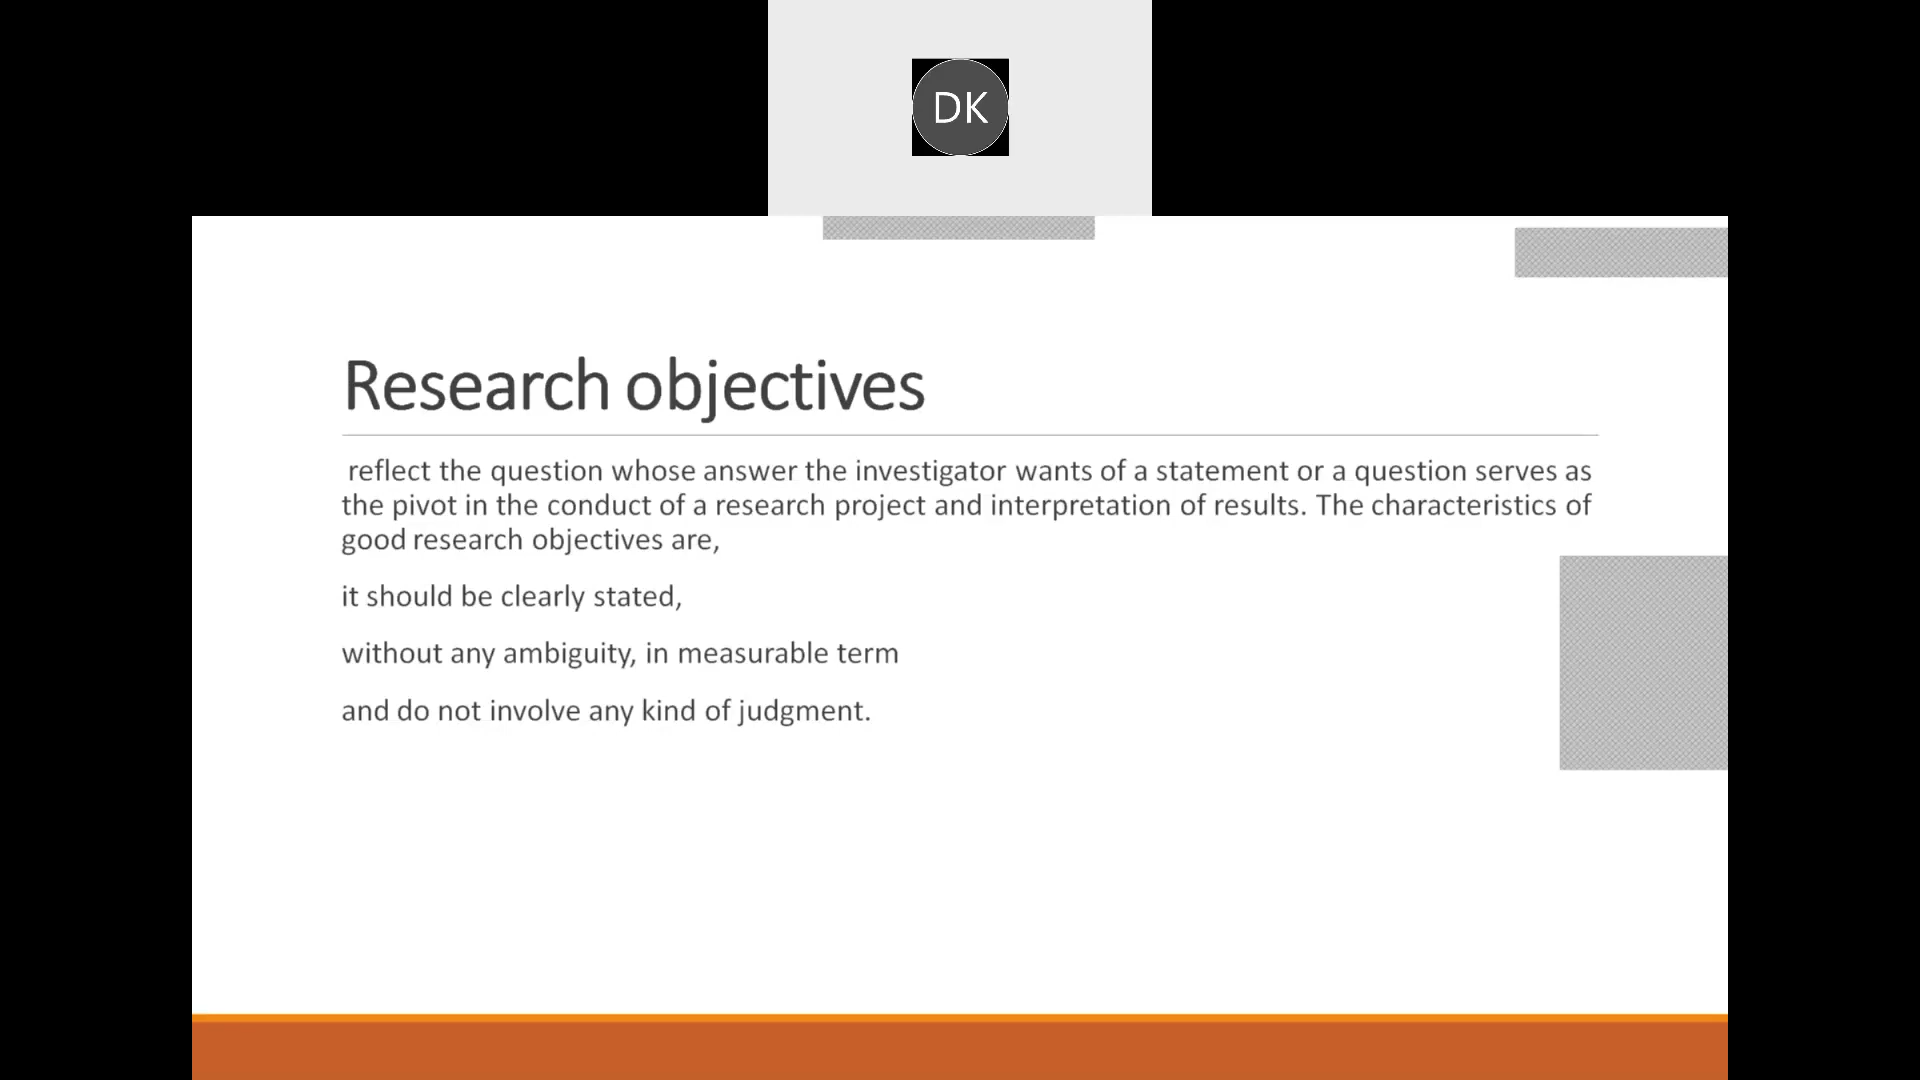 DK
Research objectives
reflect the question whose answer the investigator wants of a statement or a question serves as
the pivot in the conduct of a research project and interpretation of results. The characteristics of
good research objectives are,
it should be clearly stated,
without any ambiguity, in measurable term
and do not involve any kind of judgment.